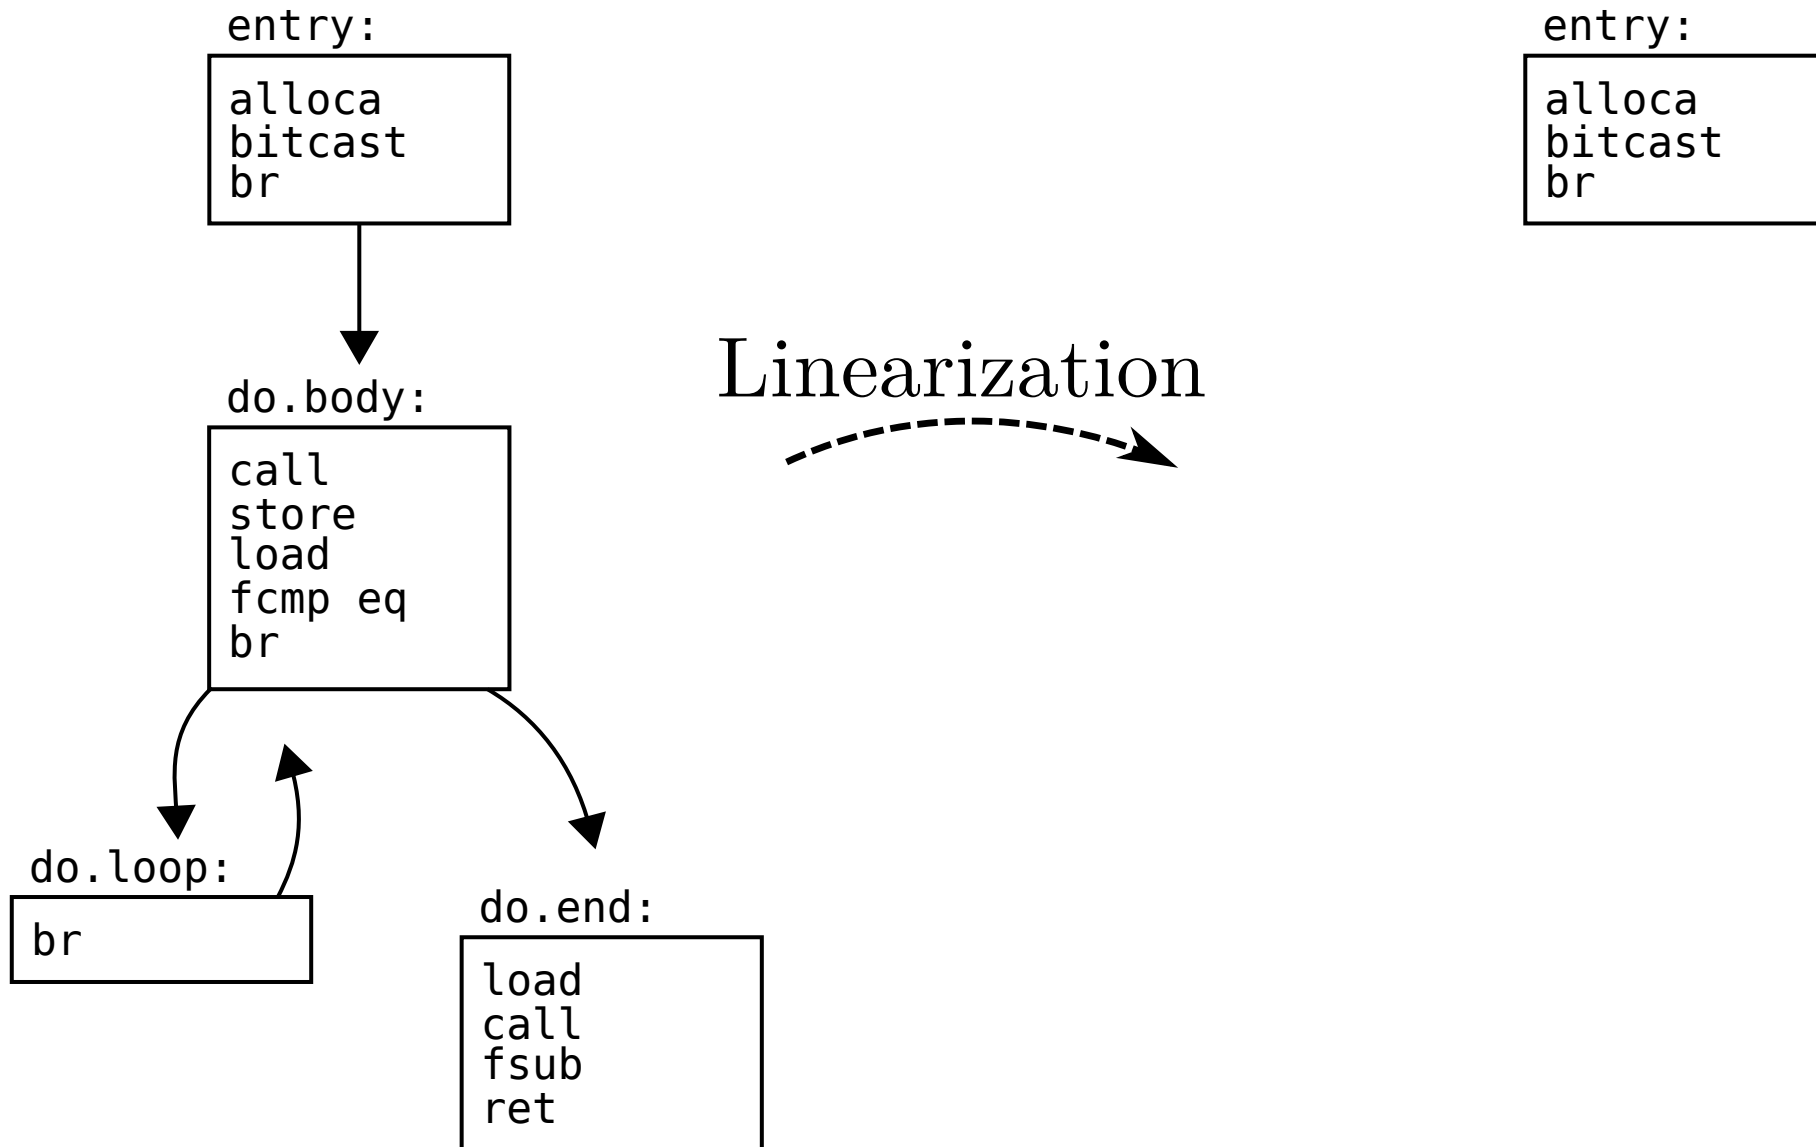 entry:
alloca
bitcast
br
do.body:
call
store
load
fcmp eq
br
do.loop:
br
do.end:
load
call
fsub
ret
Linearization
entry:
alloca
bitcast
br